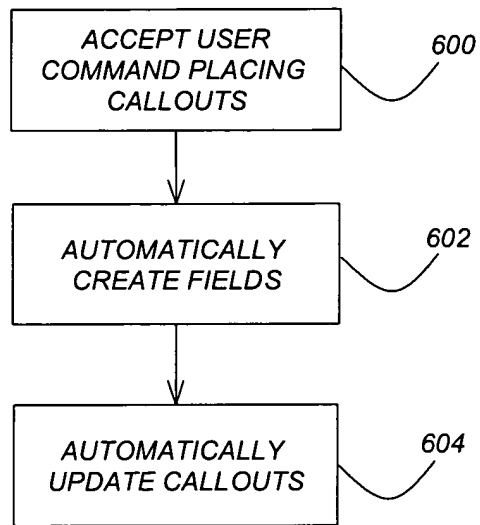 ACCEPT USER
COMMAND PLACING
CALLOUTS
600
AUTOMATICALLY
CREATE FIELDS
602
AUTOMATICALLY
UPDATE CALLOUTS
604